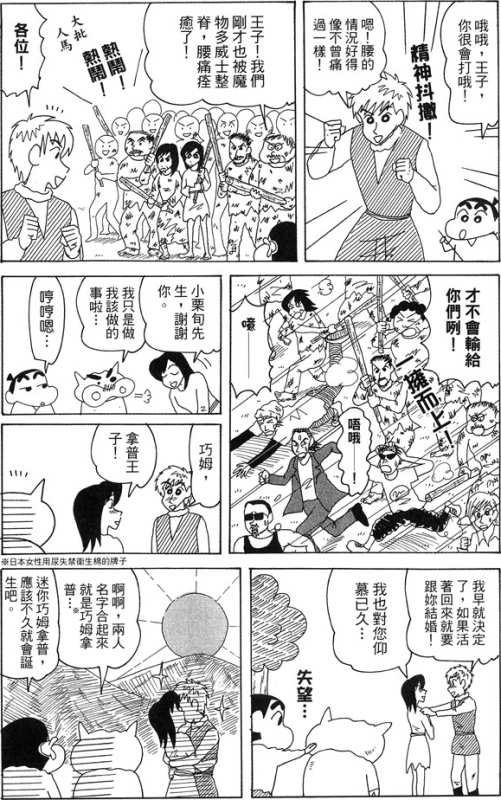 哦哦，王子，
你很會打哦！
精神抖擻！
嗯！腰的
情況好得
像不曾痛
過一樣！
王子！我們
剛才也被魔
物多威士整
脊，腰痛痊
癒了！
熱鬧！
熱鬧！
大批
人馬
各位！
才不會輸給
你們咧！
一擁而上！
唔哦！
噫
小栗旬先
生，謝謝
你。
我只是做
我該做的
事啦…
哼哼嗯…
巧姆，
拿普王
子！
※日本女性用尿失禁衛生棉的牌子
我早就決定
了，如果活
著回來就要
跟妳結婚！
我也對您仰
慕已久…
失望…
啊啊，兩人
名字合起來
就是巧姆拿
普…※
迷你巧姆拿普，
應該不久就會誕
生吧。